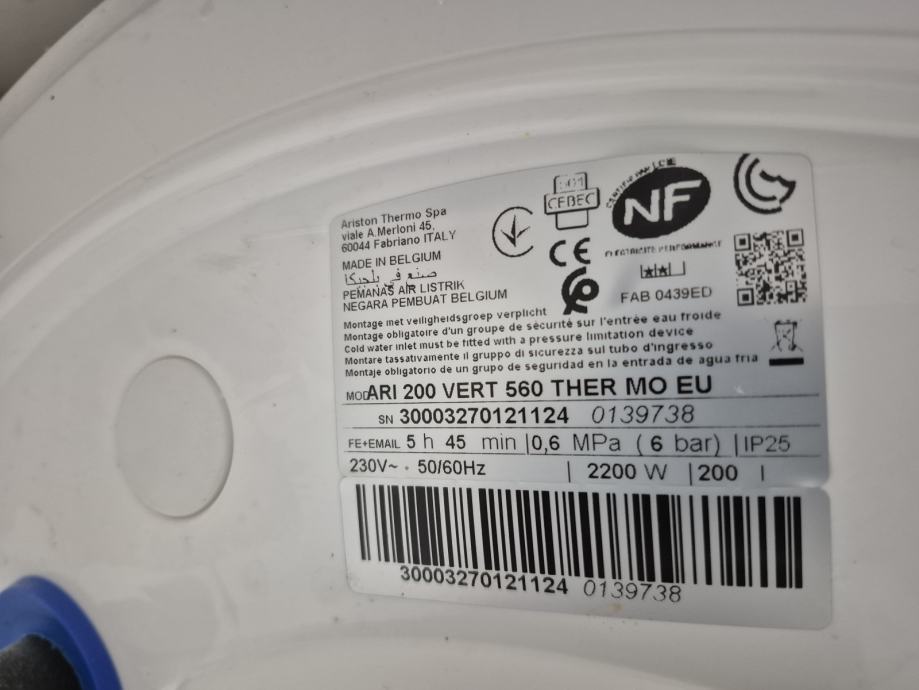 Ariston Thermo Spa
viale A.Merloni 45,
60044 Fabriano ITALY
MADE IN BELGIUM
صنع في بلجيكا
PEMANAS AIR LISTRIK
NEGARA PEMBUAT BELGIUM
CEBEC
CE
NF
ELECTRICITE PERFORMANCE
FAB 0439ED
Montage met veiligheidsgroep verplicht
Montage obligatoire d'un groupe de sécurité sur l'entrée eau froide
Cold water inlet must be fitted with a pressure limitation device
Montare tassativamente il gruppo di sicurezza sul tubo d'ingresso
Montaje obligatorio de un grupo de seguridad en la entrada de agua fria
MOD ARI 200 VERT 560 THER MO EU
SN 30003270121124 0139738
FE+EMAIL 5 h 45 min | 0,6 MPa ( 6 bar) | IP25
230V~ · 50/60Hz | 2200 W | 200 l
30003270121124 0139738